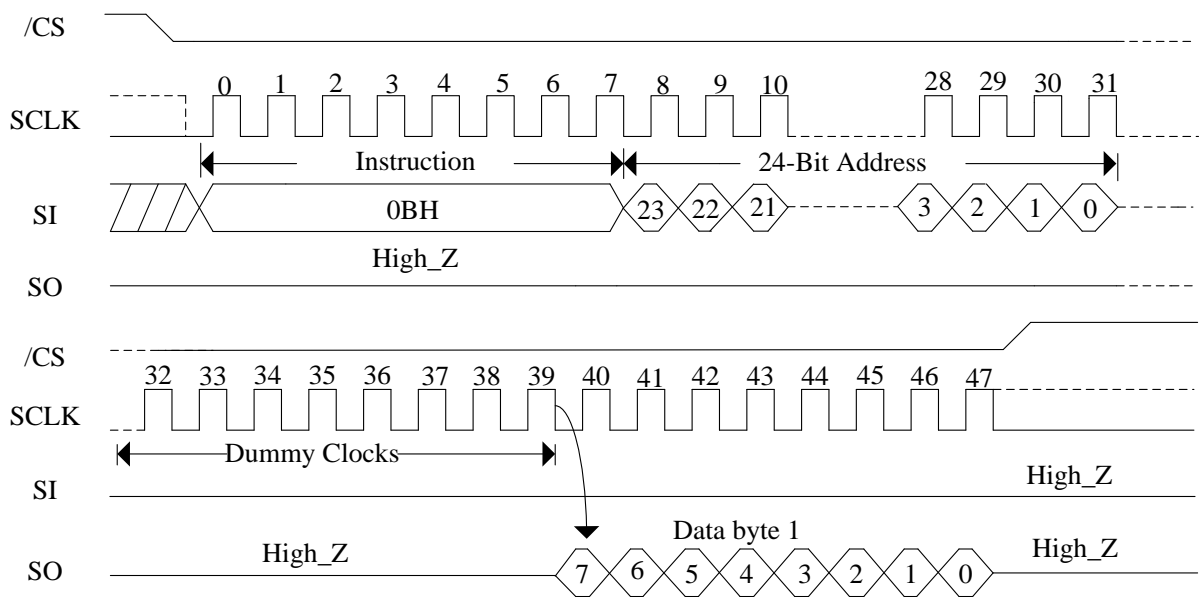 /CS
0 1 2 3 4 5 6 7 8 9 10 28 29 30 31
SCLK
Instruction 24-Bit Address
SI 0BH 23 22 21 3 2 1 0
High_Z
SO
/CS
32 33 34 35 36 37 38 39 40 41 42 43 44 45 46 47
SCLK
Dummy Clocks
SI High_Z
Data byte 1
High_Z High_Z
SO 7 6 5 4 3 2 1 0